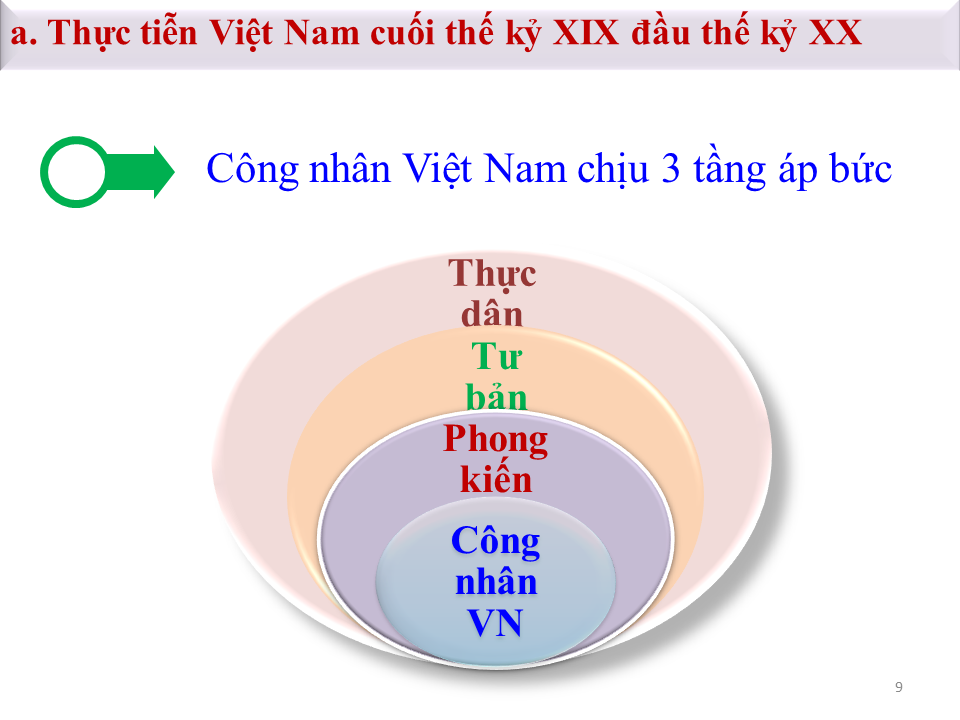 a. Thực tiễn Việt Nam cuối thế kỷ XIX đầu thế kỷ XX
Công nhân Việt Nam chịu 3 tầng áp bức
Thực
dân
Tư
bản
Phong
kiến
Công
nhân
VN
9